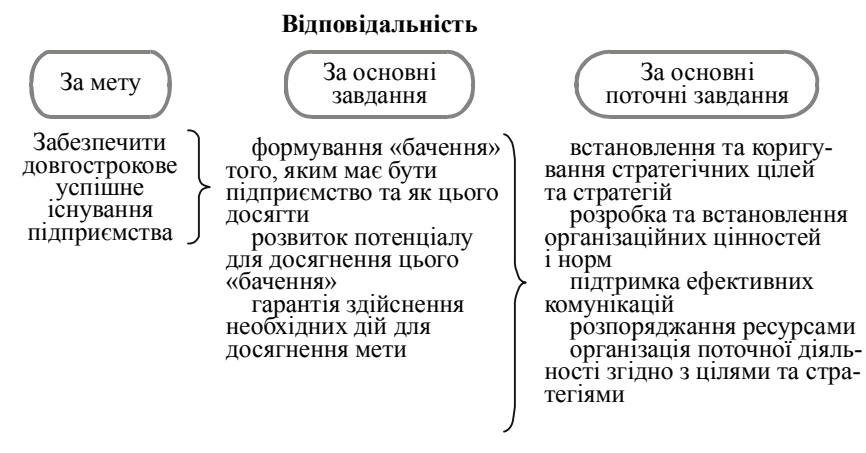 Відповідальність
За мету
Забезпечити
довгострокове
успішне
існування
підприємства
За основні
завдання
формування «бачення»
того, яким має бути
підприємство та як цього
досягти
розвиток потенціалу
для досягнення цього
«бачення»
гарантія здійснення
необхідних дій для
досягнення мети
За основні
поточні завдання
встановлення та коригу-
вання стратегічних цілей
та стратегій
розробка та встановлення
організаційних цінностей
і норм
підтримка ефективних
комунікацій
розпоряджання ресурсами
організація поточної діяль-
ності згідно з цілями та стра-
тегіями